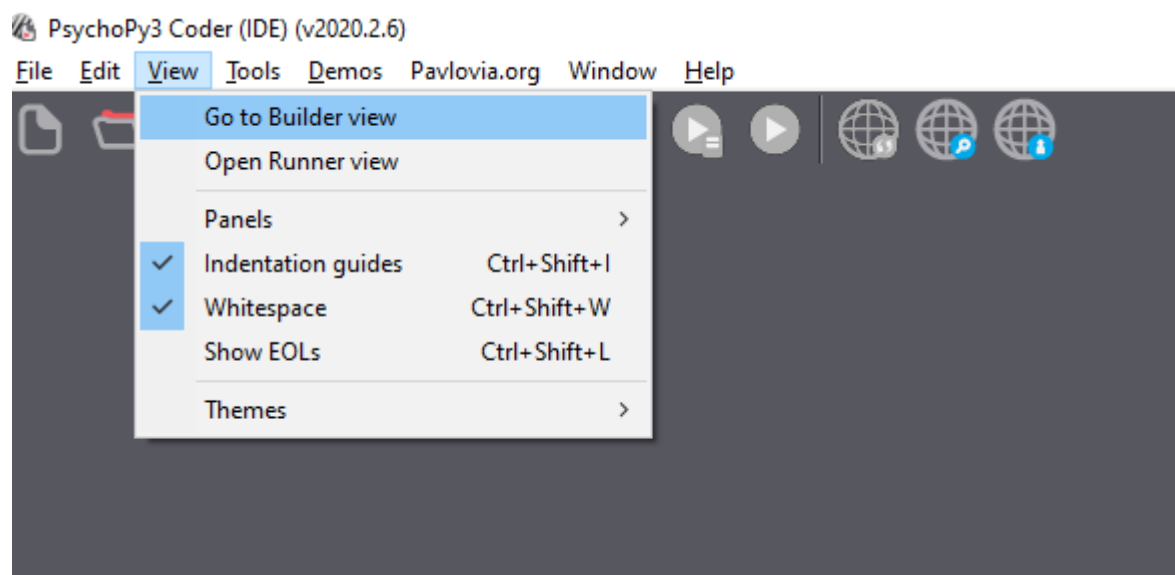 PsychoPy3 Coder (IDE) (v2020.2.6)
File Edit View Tools Demos Pavlovia.org Window Help
Go to Builder view
Open Runner view
Panels >
Indentation guides Ctrl+Shift+I
Whitespace Ctrl+Shift+W
Show EOLs Ctrl+Shift+L
Themes >